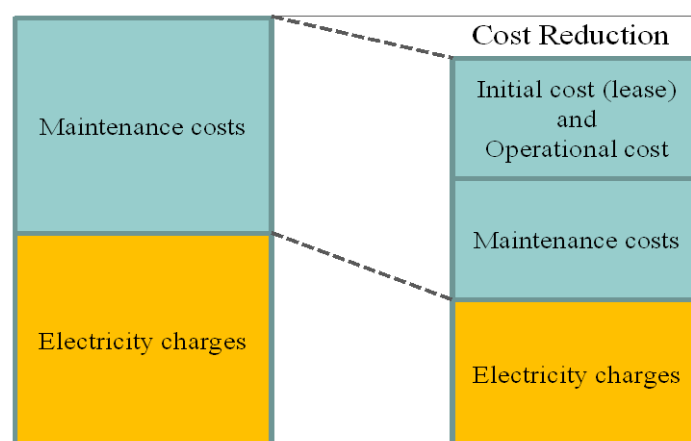 Cost Reduction
Maintenance costs
Initial cost (lease)
and
Operational cost
Maintenance costs
Electricity charges
Electricity charges